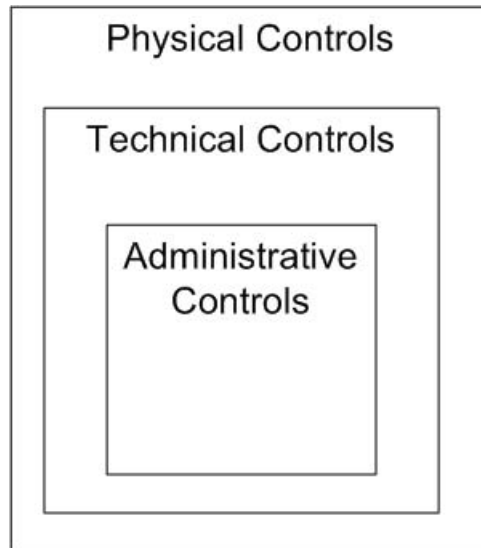 Physical Controls
Technical Controls
Administrative
Controls